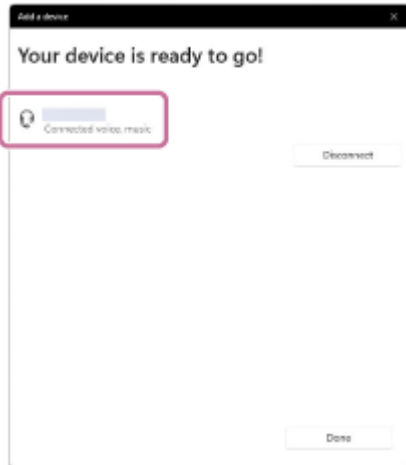 Add a device
Your device is ready to go!
Connected voice, music
Disconnect
Done